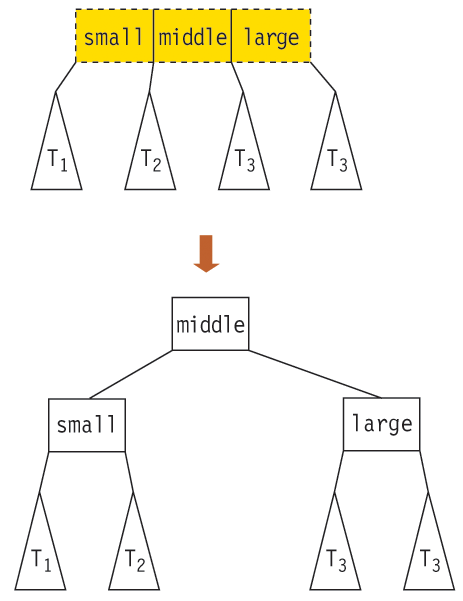 small middle large
T1 T2 T3 T3
middle
small large
T1 T2 T3 T3